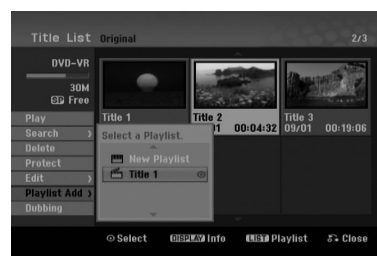 Title List Original 2/3
DVD-VR
30M
SP Free
Play
Search
Delete
Protect
Edit
Playlist Add
Dubbing
Title 1
Title 2
00:04:32
Title 3
09/01 00:19:06
Select a Playlist.
New Playlist
Title 1
Select DISPLAY Info LIST Playlist Close